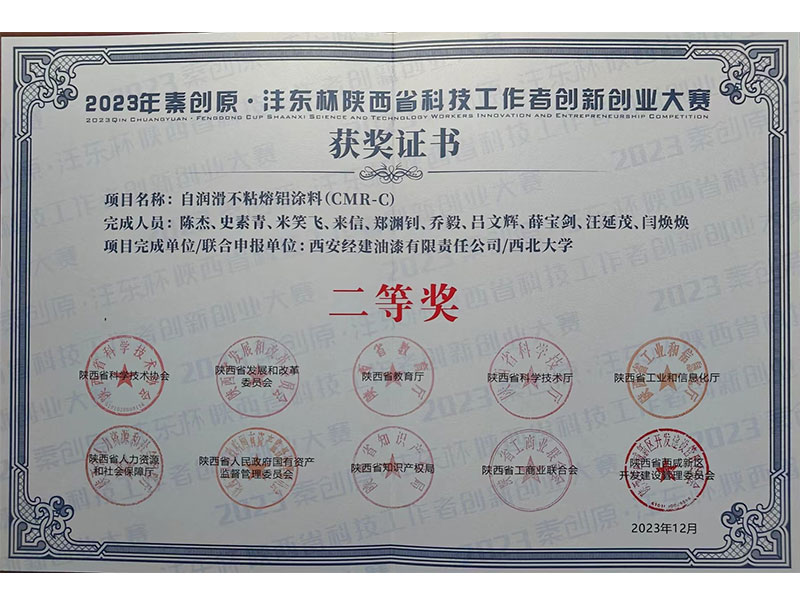 2023年秦创原·沣东杯陕西省科技工作者创新创业大赛
2023QIN CHUANGYUAN · FENGDONG CUP SHAANXI SCIENCE AND TECHNOLOGY WORKERS INNOVATION AND ENTREPRENEURSHIP COMPETITION
获奖证书
项目名称：自润滑不粘熔铝涂料(CMR-C)
完成人员：陈杰、史素青、米笑飞、来信、郑渊钊、乔毅、吕文辉、薛宝剑、汪延茂、闫焕焕
项目完成单位/联合申报单位：西安经建油漆有限责任公司/西北大学
二等奖
陕西省科学技术协会
陕西省发展和改革
委员会
陕西省教育厅
陕西省科学技术厅
陕西省工业和信息化厅
陕西省人力资源
和社会保障厅
陕西省人民政府国有资产
监督管理委员会
陕西省知识产权局
陕西省工商业联合会
陕西省西咸新区
开发建设管理委员会
2023年12月